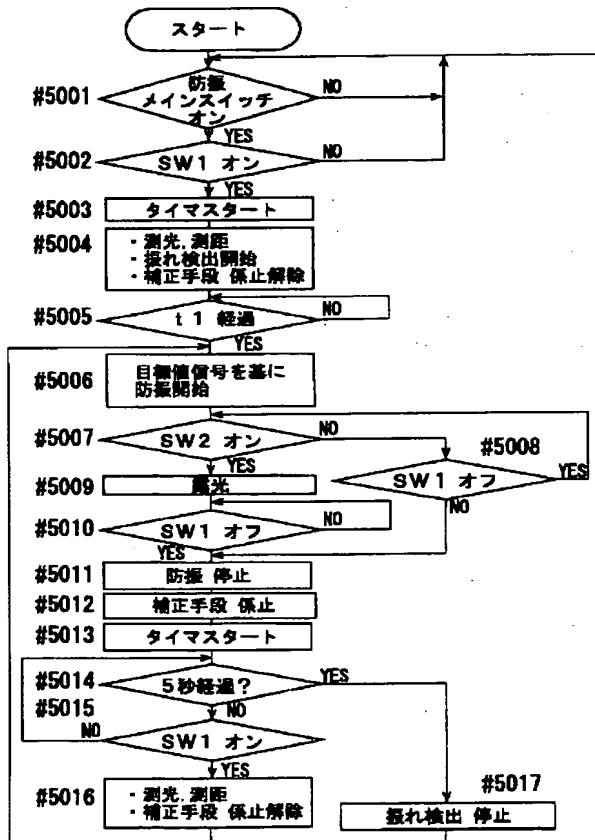 スタート
#5001
防振
メインスイッチ
オン
NO
YES
#5002
SW1 オン
NO
YES
#5003
タイマスタート
#5004
・測光、測距
・振れ検出開始
・補正手段 係止解除
#5005
t1 経過
NO
YES
#5006
目標値信号を基に
防振開始
#5007
SW2 オン
NO
YES
#5008
SW1 オフ
YES
NO
#5009
露光
#5010
SW1 オフ
NO
YES
#5011
防振 停止
#5012
補正手段 係止
#5013
タイマスタート
#5014
5秒経過?
YES
NO
#5015
SW1 オン
NO
YES
#5016
・測光、測距
・補正手段 係止解除
#5017
振れ検出 停止